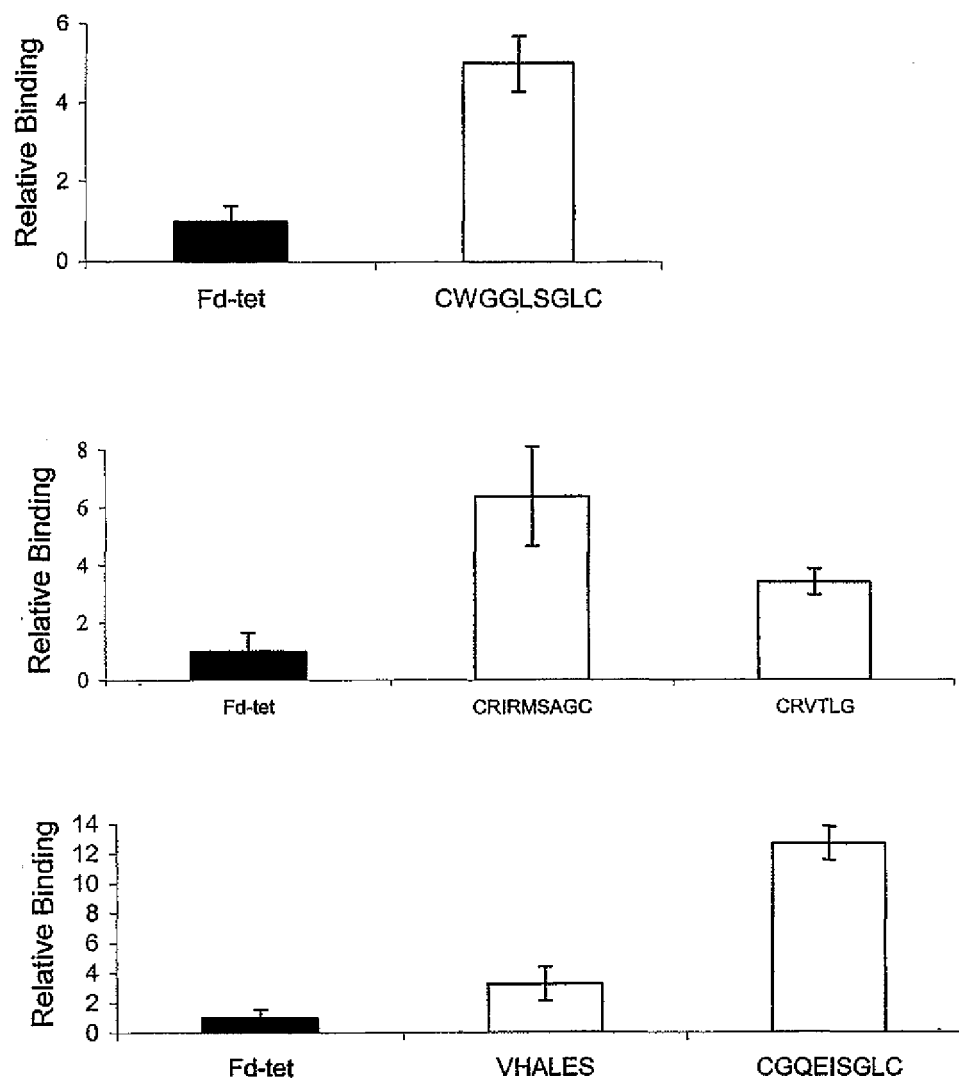 Relative Binding
6
4
2
0
Fd-tet CWGGLSGLC
Relative Binding
8
6
4
2
0
Fd-tet CRIRMSAGC CRVTLG
Relative Binding
14
12
10
8
6
4
2
0
Fd-tet VHALES CGQEISGLC